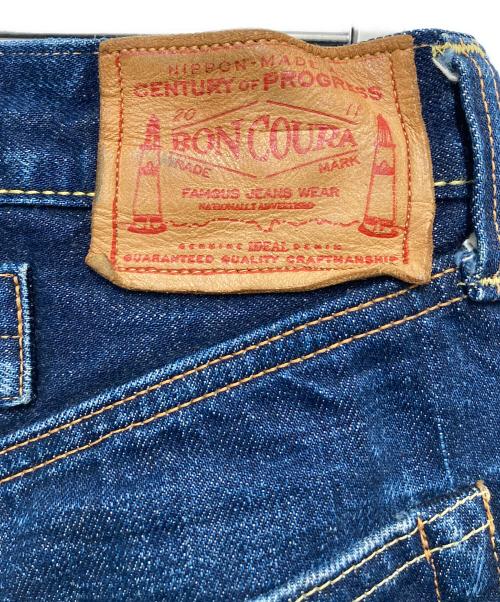 NIPPON-MADE
CENTURY OF PROGRESS
20 11
BONCOURA
TRADE MARK
FAMOUS JEANS WEAR
NATIONALLY ADVERTISED
GENUINE IDEAL DENIM
GUARANTEED QUALITY CRAFTMANSHIP